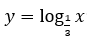 y = log_{1/3} x